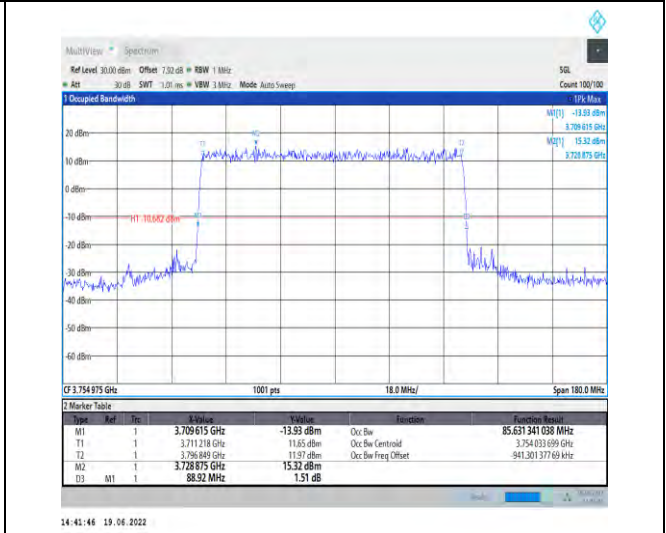 MultiView Spectrum
Ref Level 30.00 dBm Offset 7.92 dB RBW 1 MHz SGL
Att 30 dB SWT 1.01 ms VBW 3 MHz Mode Auto Sweep Count 100/100
1 Occupied Bandwidth 1Pk Max
M1[1] -13.93 dBm
3.709 615 GHz
M2[1] 15.32 dBm
3.728 875 GHz
20 dBm
T1 M2 T2
10 dBm
0 dBm
-10 dBm H1 -10.682 dBm
-20 dBm
-30 dBm
-40 dBm
-50 dBm
-60 dBm
CF 3.754 975 GHz 1001 pts 18.0 MHz/ Span 180.0 MHz
2 Marker Table
Type Ref Trc X-Value Y-Value Function Function Result
M1 1 3.709 615 GHz -13.93 dBm Occ Bw 85.631 341 038 MHz
T1 1 3.711 218 GHz 11.65 dBm Occ Bw Centroid 3.754 033 699 GHz
T2 1 3.796 849 GHz 11.97 dBm Occ Bw Freq Offset -941.301 377 69 kHz
M2 1 3.728 875 GHz 15.32 dBm
D3 M1 1 88.92 MHz 1.51 dB
14:41:46 19.06.2022